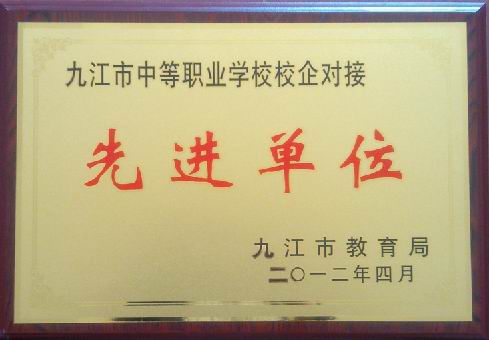 九江市中等职业学校校企对接
先进单位
九江市教育局
二〇一二年四月